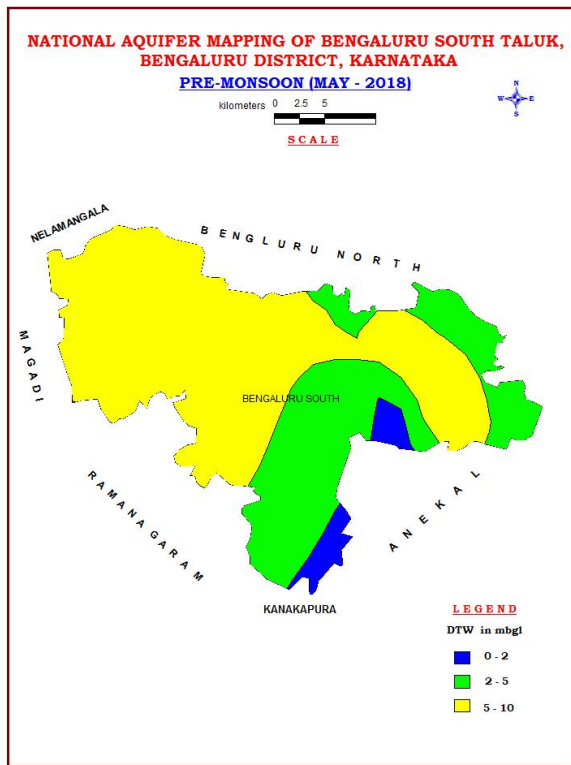 NATIONAL AQUIFER MAPPING OF BENGALURU SOUTH TALUK,
BENGALURU DISTRICT, KARNATAKA
PRE-MONSOON (MAY - 2018)
kilometers 0 2.5 5
SCALE
N
W E
S
NELAMANGALA
BENGLURU NORTH
MAGADI
BENGALURU SOUTH
RAMANAGARAM
ANEKAL
KANAKAPURA
LEGEND
DTW in mbgl
0 - 2
2 - 5
5 - 10